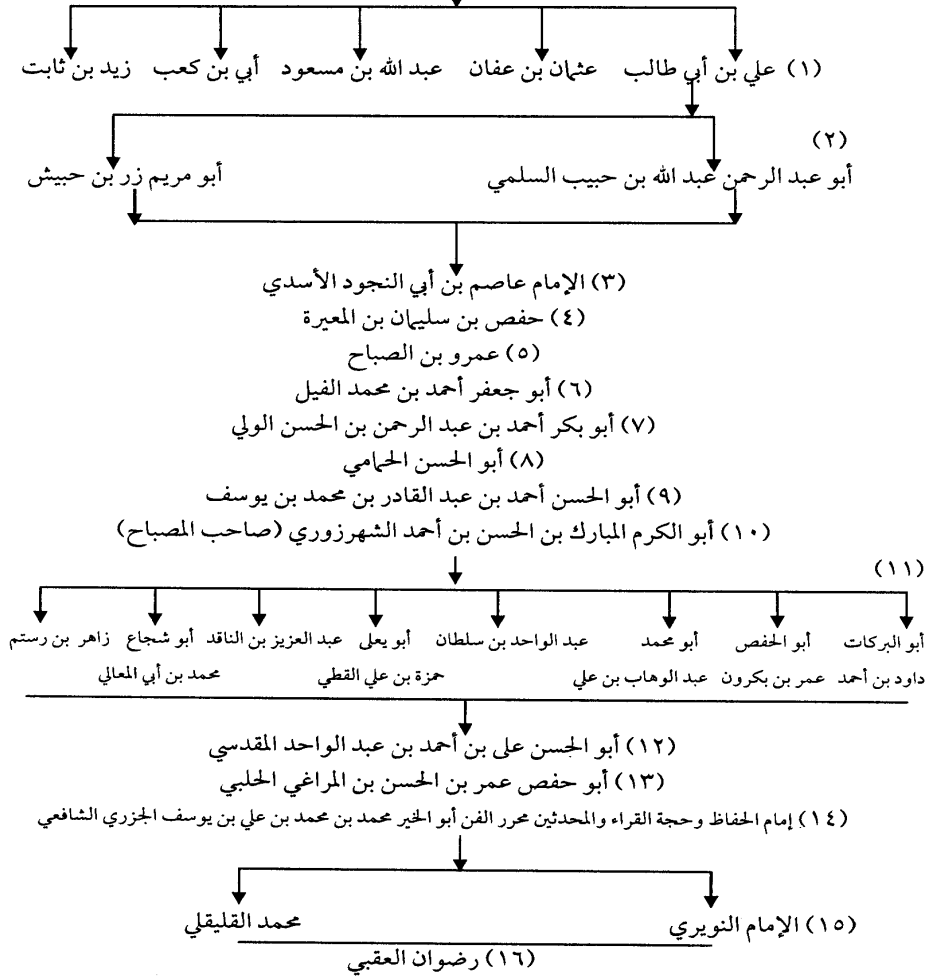 (١) علي بن أبي طالب عثمان بن عفان عبد الله بن مسعود أبي بن كعب زيد بن ثابت
(٢)
أبو عبد الرحمن عبد الله بن حبيب السلمي أبو مريم زر بن حبيش
(٣) الإمام عاصم بن أبي النجود الأسدي
(٤) حفص بن سليمان بن المعيرة
(٥) عمرو بن الصباح
(٦) أبو جعفر أحمد بن محمد الفيل
(٧) أبو بكر أحمد بن عبد الرحمن بن الحسن الولي
(٨) أبو الحسن الحمامي
(٩) أبو الحسن أحمد بن عبد القادر بن محمد بن يوسف
(١٠) أبو الكرم المبارك بن الحسن بن أحمد الشهرزوري (صاحب المصباح)
(١١)
أبو البركات أبو الحفص أبو محمد عبد الواحد بن سلطان أبو يعلى عبد العزيز بن الناقد أبو شجاع زاهر بن رستم
داود بن أحمد عمر بن بكرون عبد الوهاب بن علي حمزة بن علي القطي محمد بن أبي المعالي
(١٢) أبو الحسن على بن أحمد بن عبد الواحد المقدسي
(١٣) أبو حفص عمر بن الحسن بن المراغي الحلبي
(١٤) إمام الحفاظ وحجة القراء والمحدثين محرر الفن أبو الخير محمد بن محمد بن علي بن يوسف الجزري الشافعي
(١٥) الإمام النويري محمد القليقلي
(١٦) رضوان العقبي